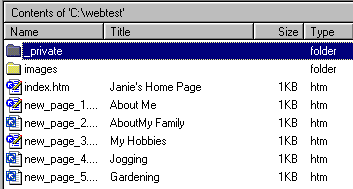 Contents of 'C:\webtest'
Name Title Size Type
_private folder
images folder
index.htm Janie's Home Page 1KB htm
new_page_1.... About Me 1KB htm
new_page_2.... AboutMy Family 1KB htm
new_page_3.... My Hobbies 1KB htm
new_page_4.... Jogging 1KB htm
new_page_5.... Gardening 1KB htm